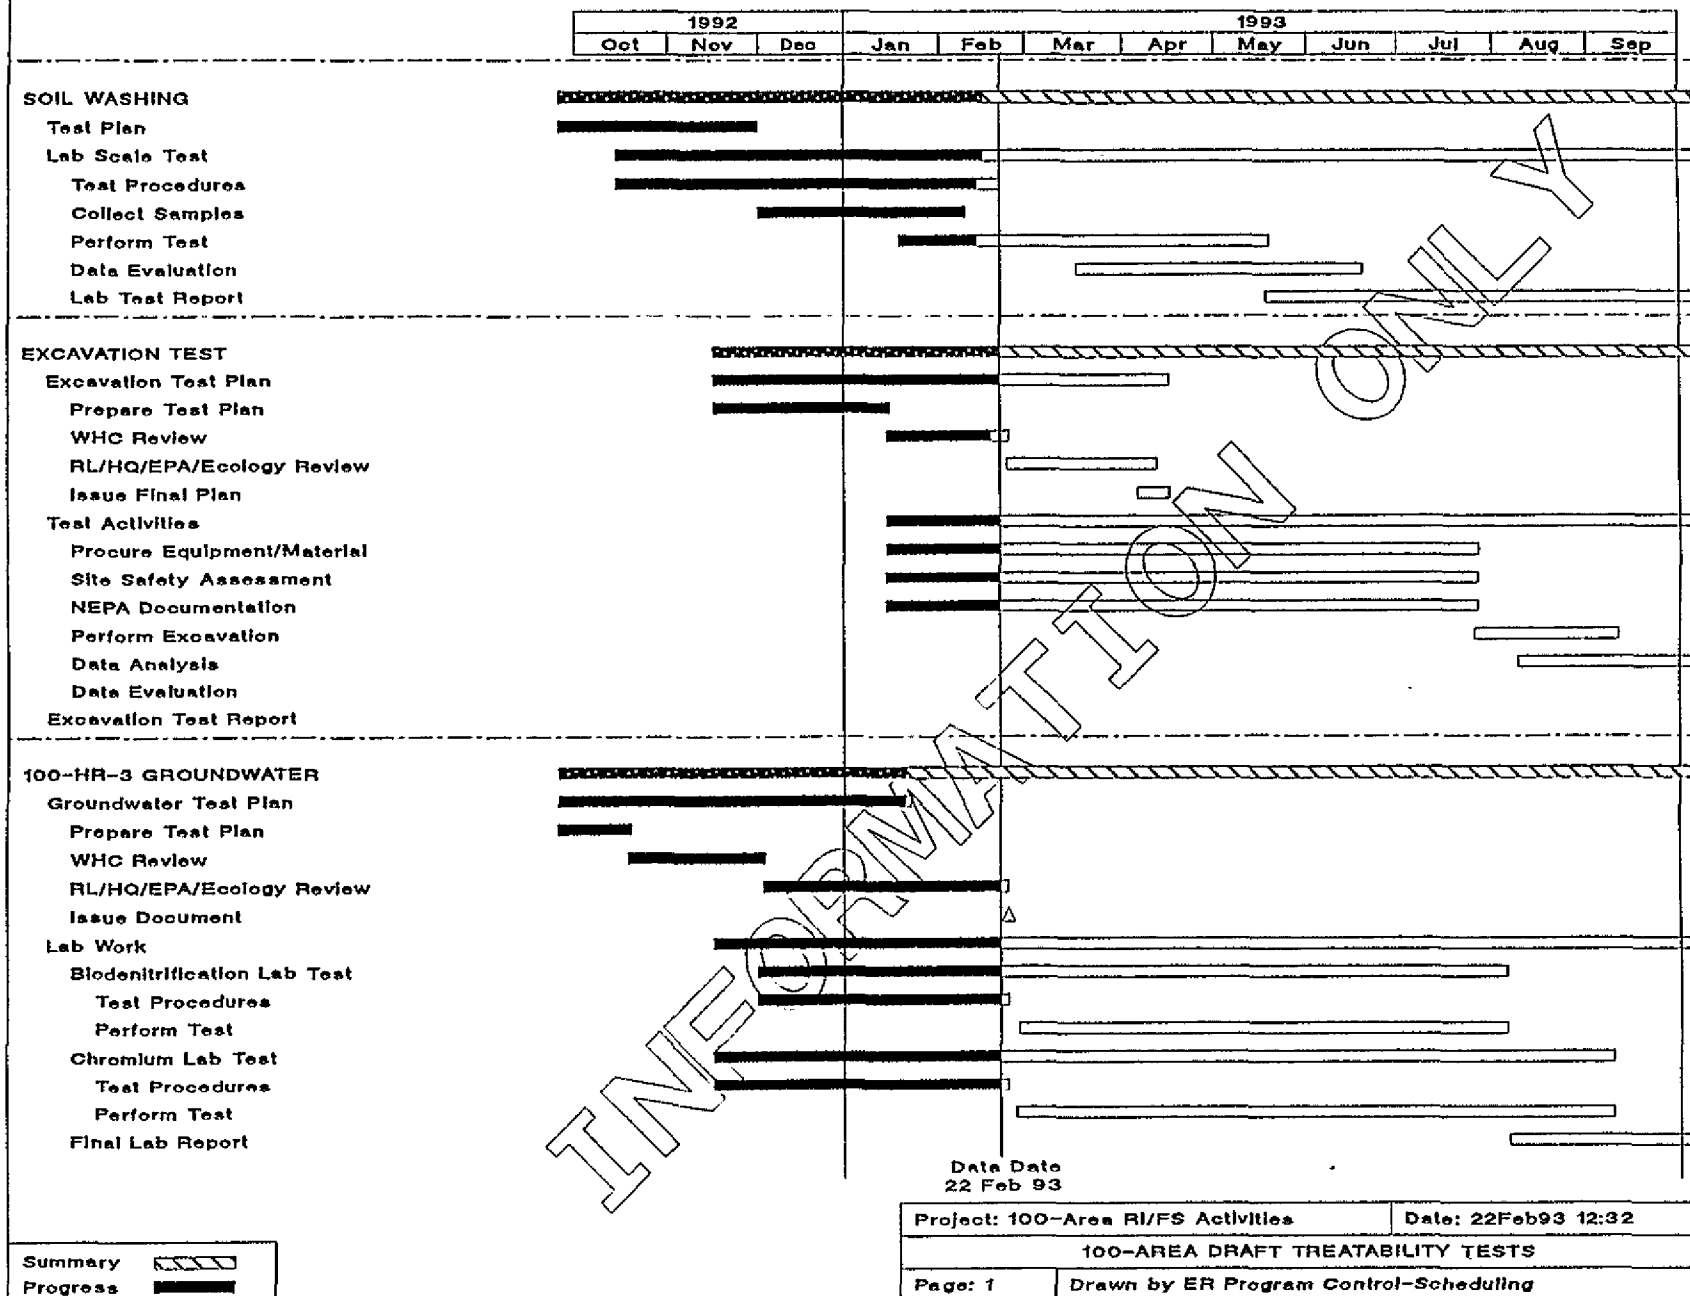 1992 1993
Oct Nov Dec Jan Feb Mar Apr May Jun Jul Aug Sep
SOIL WASHING
Test Plan
Lab Scale Test
Test Procedures
Collect Samples
Perform Test
Data Evaluation
Lab Test Report
EXCAVATION TEST
Excavation Test Plan
Prepare Test Plan
WHC Review
RL/HQ/EPA/Ecology Review
Issue Final Plan
Test Activities
Procure Equipment/Material
Site Safety Assessment
NEPA Documentation
Perform Excavation
Data Analysis
Data Evaluation
Excavation Test Report
100-HR-3 GROUNDWATER
Groundwater Test Plan
Prepare Test Plan
WHC Review
RL/HQ/EPA/Ecology Review
Issue Document
Lab Work
Biodenitrification Lab Test
Test Procedures
Perform Test
Chromium Lab Test
Test Procedures
Perform Test
Final Lab Report
INFORMATION ONLY
Data Date
22 Feb 93
Project: 100-Area RI/FS Activities Date: 22Feb93 12:32
100-AREA DRAFT TREATABILITY TESTS
Page: 1 Drawn by ER Program Control-Scheduling
Summary
Progress